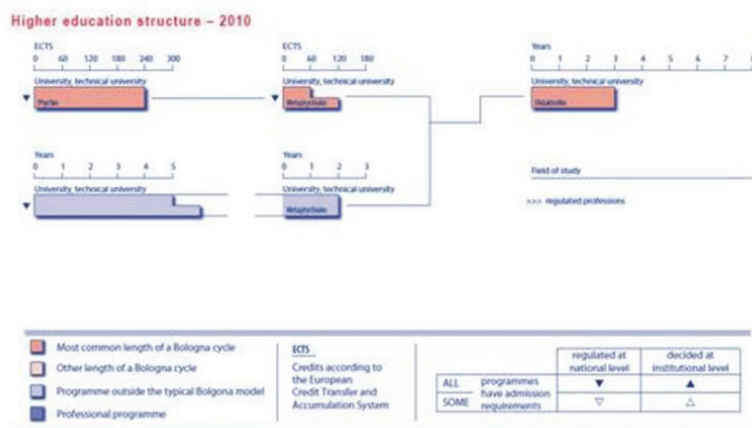 Higher education structure – 2010
ECTS
0 60 120 180 240 300
University, technical university
Ptychio
ECTS
0 60 120 180
University, technical university
Metaptychiako
Years
0 1 2 3 4 5 6 7 8
University, technical university
Didaktoriko
Years
0 1 2 3 4 5
University, technical university
Years
0 1 2 3
University, technical university
Metaptychiako
Field of study
>>> regulated professions
Most common length of a Bologna cycle
Other length of a Bologna cycle
Programme outside the typical Bolgona model
Professional programme
ECTS
Credits according to
the European
Credit Transfer and
Accumulation System
regulated at
national level
decided at
institutional level
ALL programmes
have admission
SOME requirements